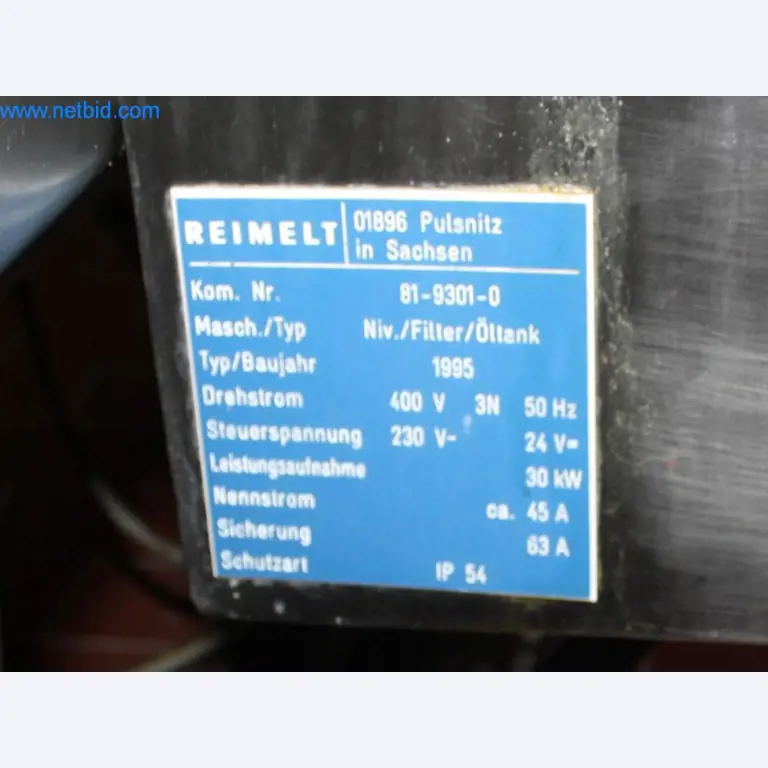 www.netbid.com
REIMELT 01896 Pulsnitz
in Sachsen
Kom. Nr. 81-9301-0
Masch./Typ Niv./Filter/Öltank
Typ/Baujahr 1995
Drehstrom 400 V 3N 50 Hz
Steuerspannung 230 V~ 24 V=
Leistungsaufnahme 30 kW
Nennstrom ca. 45 A
Sicherung 63 A
Schutzart IP 54